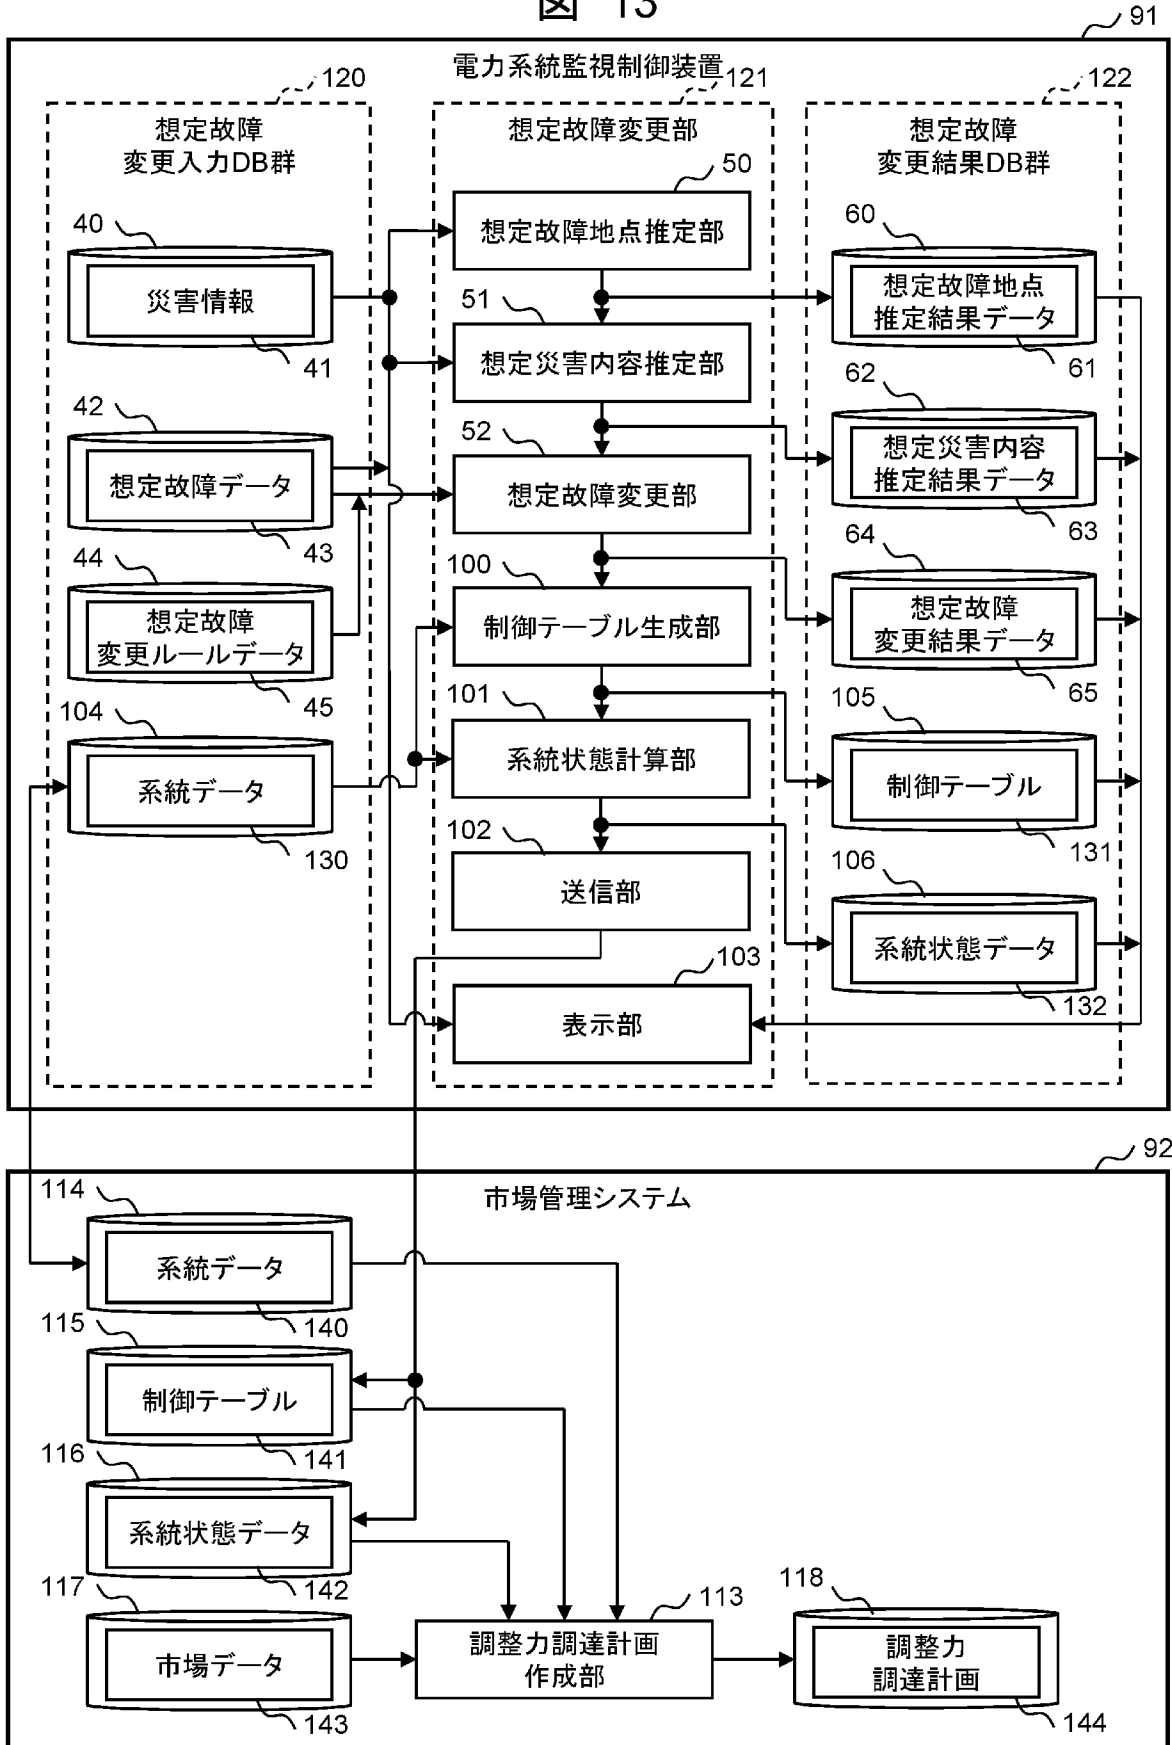 図 13
91
電力系統監視制御装置
120
想定故障
変更入力DB群
40
災害情報
41
42
想定故障データ
43
44
想定故障
変更ルールデータ
45
104
系統データ
130
121
想定故障変更部
50
想定故障地点推定部
51
想定災害内容推定部
52
想定故障変更部
100
制御テーブル生成部
101
系統状態計算部
102
送信部
103
表示部
122
想定故障
変更結果DB群
60
想定故障地点
推定結果データ
61
62
想定災害内容
推定結果データ
63
64
想定故障
変更結果データ
65
105
制御テーブル
131
106
系統状態データ
132
92
市場管理システム
114
系統データ
140
115
制御テーブル
141
116
系統状態データ
142
117
市場データ
143
113
調整力調達計画
作成部
118
調整力
調達計画
144